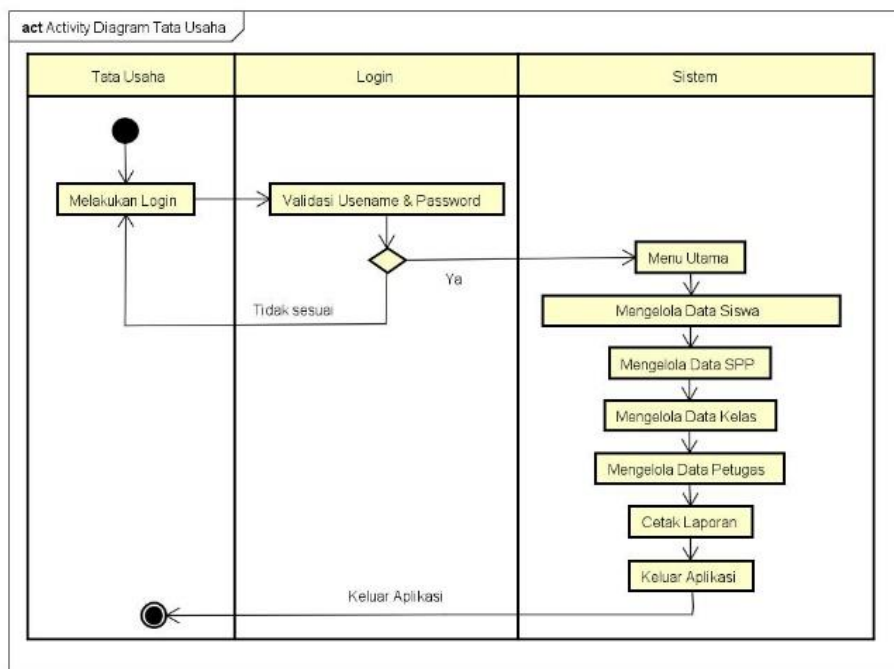 act Activity Diagram Tata Usaha
Tata Usaha
Login
Sistem
Melakukan Login
Validasi Usename & Password
Menu Utama
Ya
Tidak sesuai
Mengelola Data Siswa
Mengelola Data SPP
Mengelola Data Kelas
Mengelola Data Petugas
Cetak Laporan
Keluar Aplikasi
Keluar Aplikasi